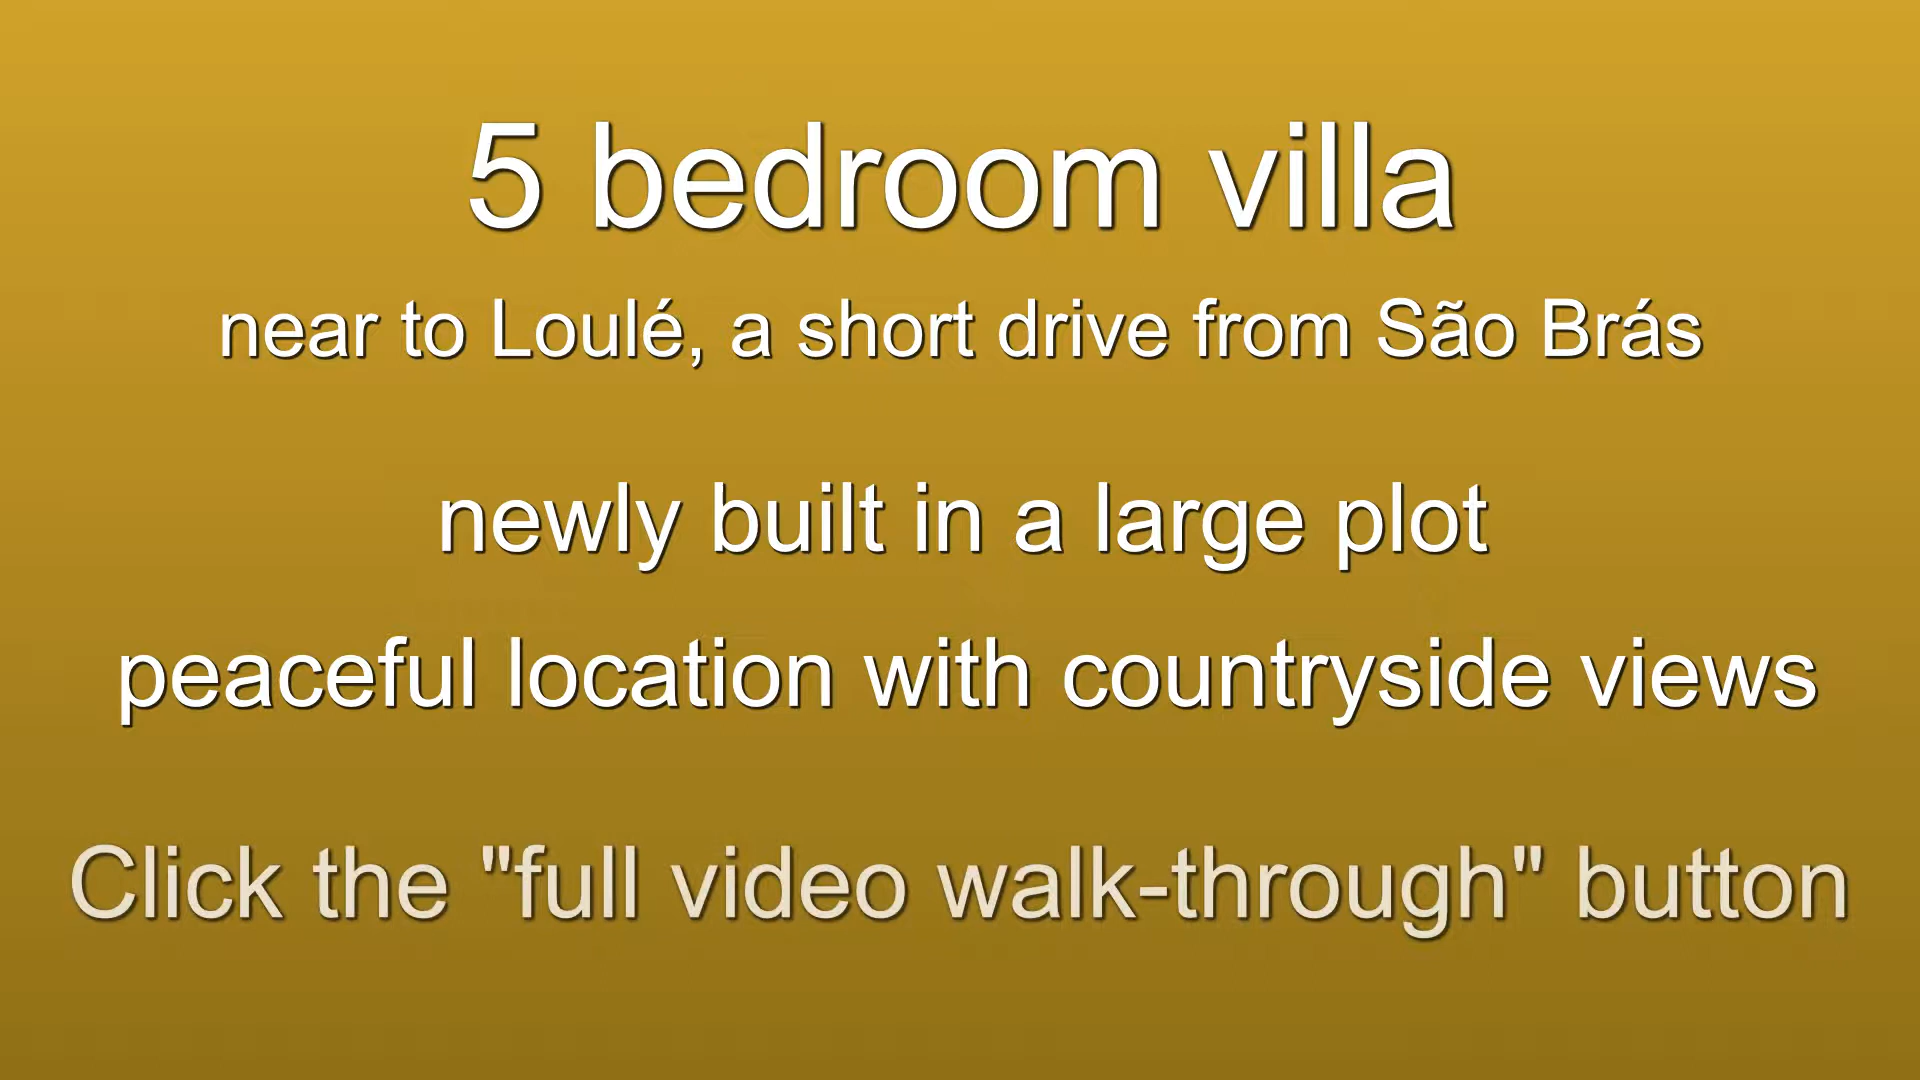 5 bedroom villa
near to Loulé, a short drive from São Brás
newly built in a large plot
peaceful location with countryside views
Click the "full video walk-through" button